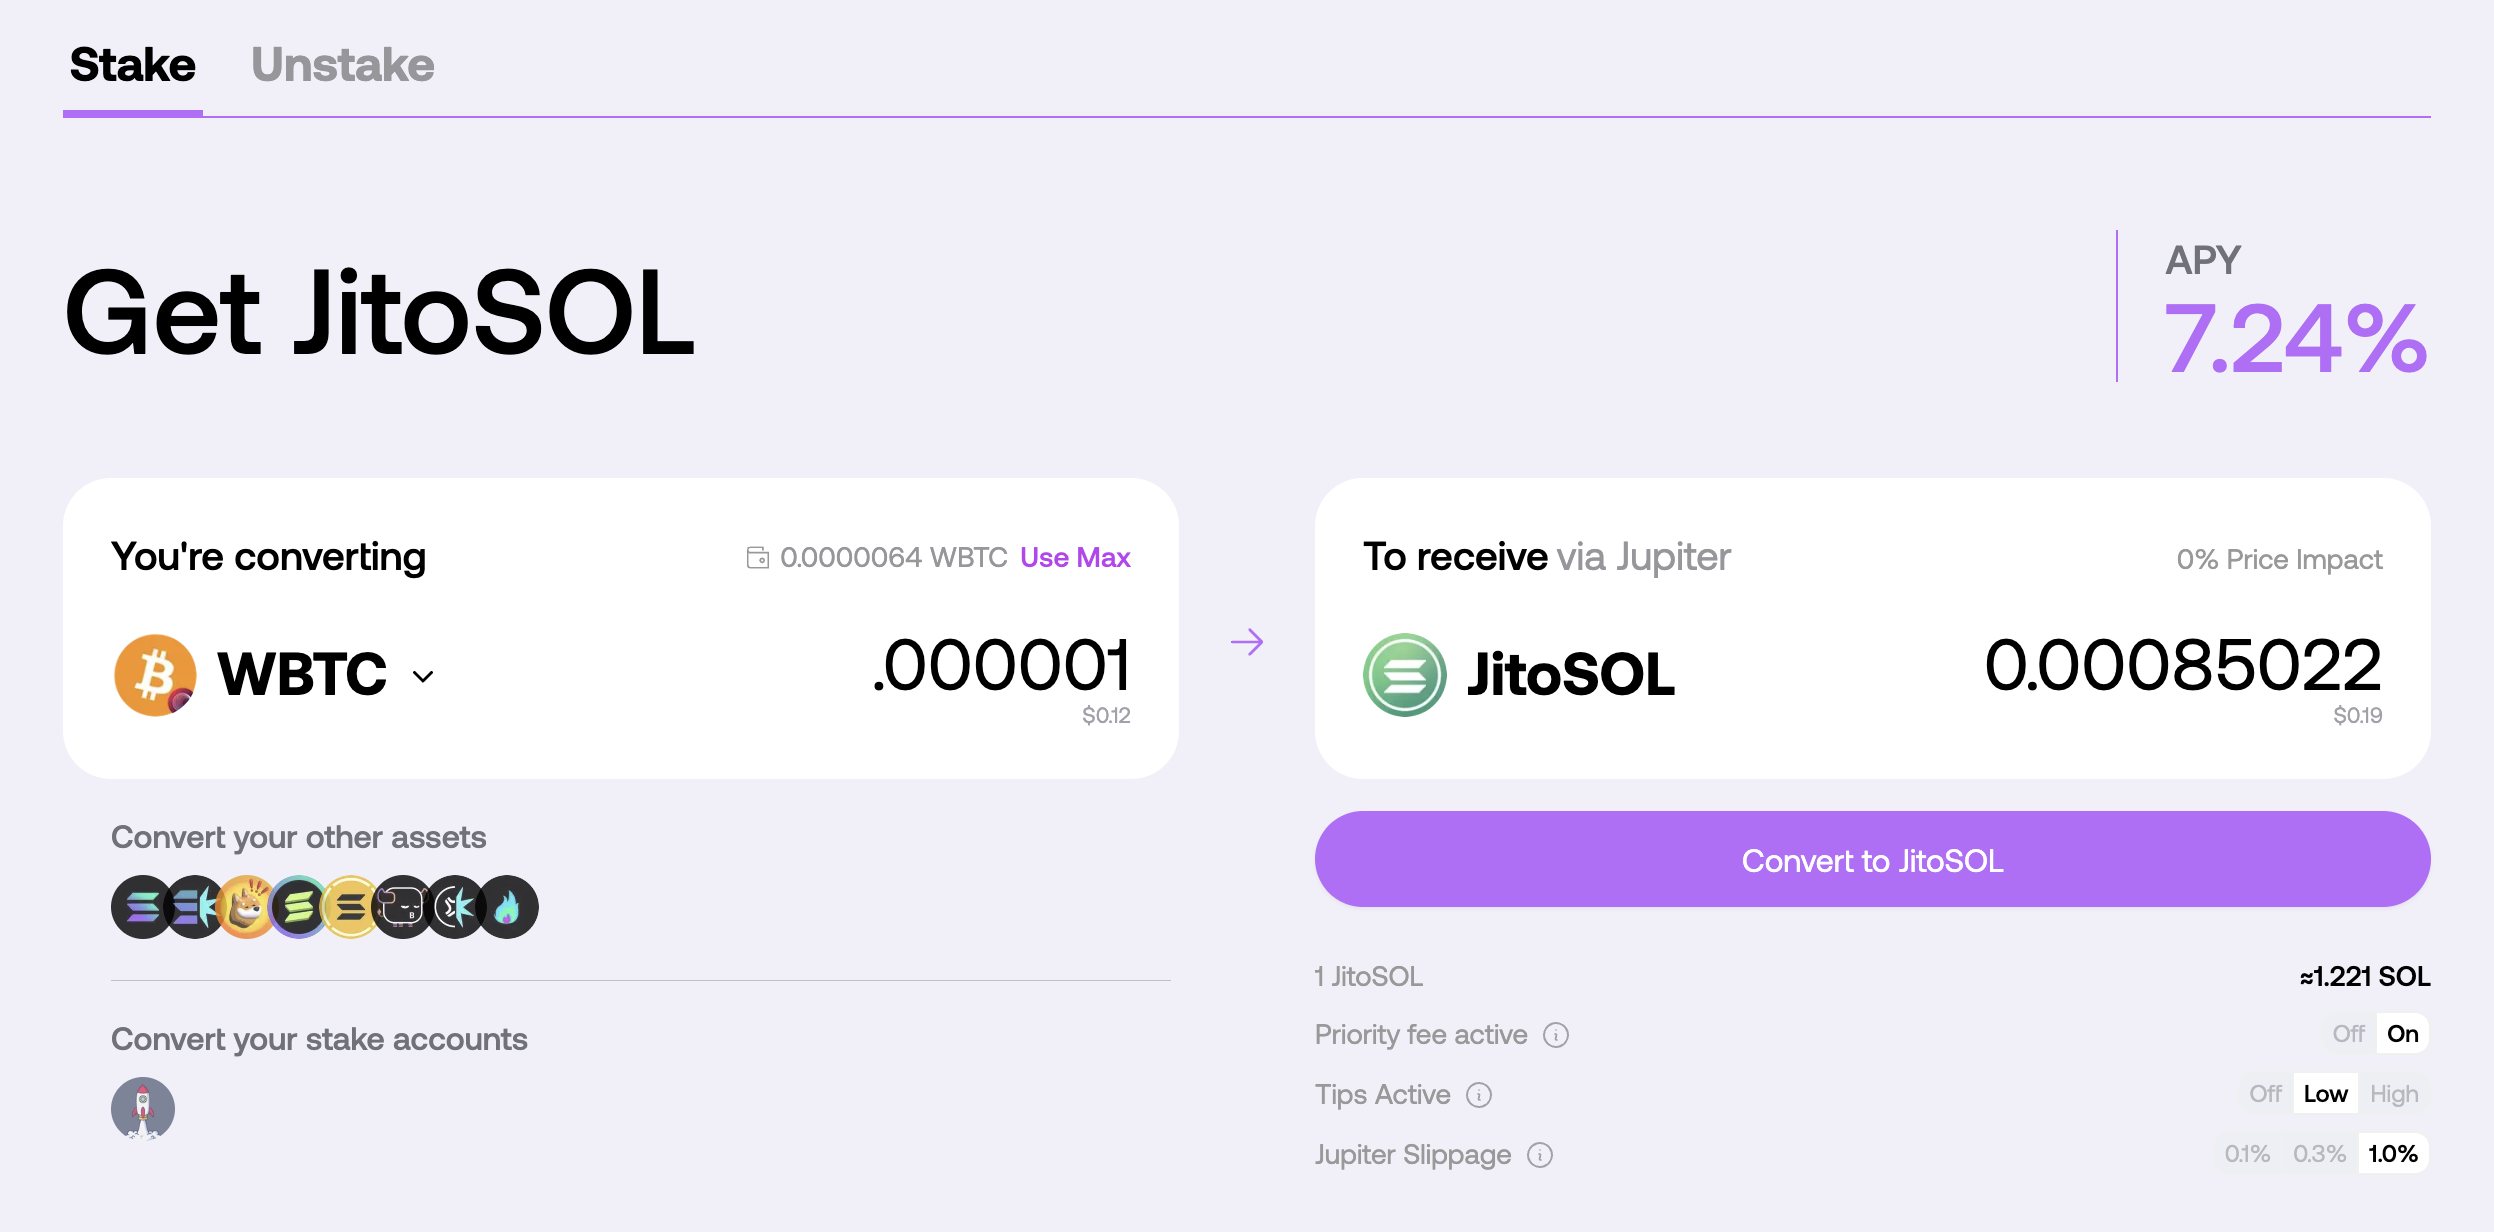 Stake Unstake
Get JitoSOL
APY
7.24%
You're converting
0.0000064 WBTC Use Max
WBTC
.000001
$0.12
To receive via Jupiter
0% Price Impact
JitoSOL
0.00085022
$0.19
Convert your other assets
Convert your stake accounts
Convert to JitoSOL
1 JitoSOL ≈1.221 SOL
Priority fee active Off On
Tips Active Off Low High
Jupiter Slippage 0.1% 0.3% 1.0%